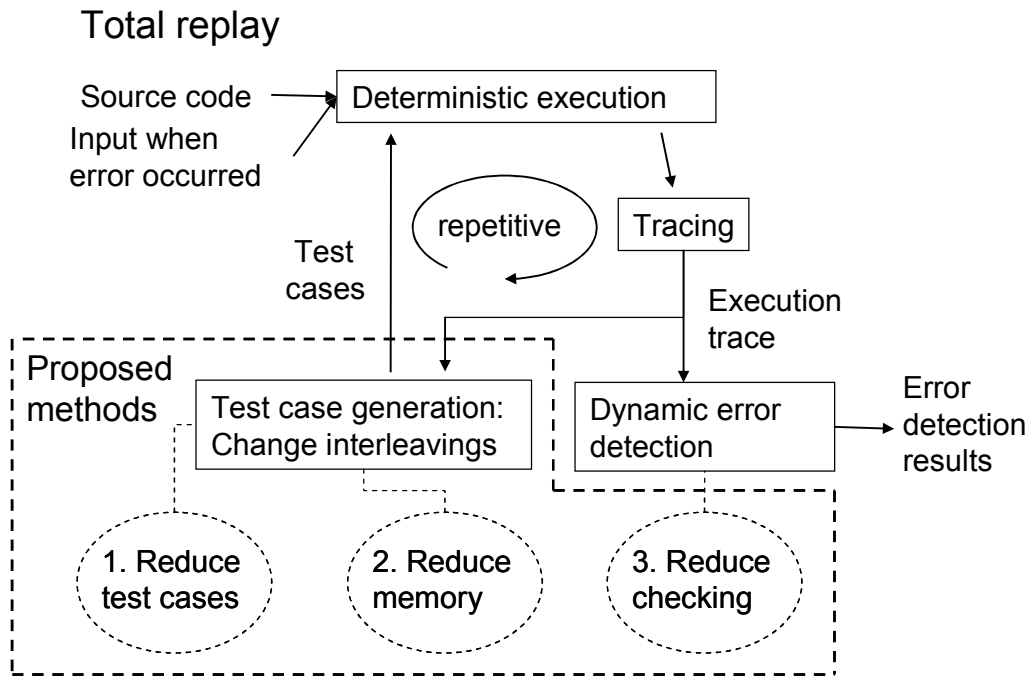 Total replay
Source code
Deterministic execution
Input when
error occurred
repetitive
Tracing
Test
cases
Execution
trace
Proposed
methods
Test case generation:
Change interleavings
Dynamic error
detection
Error
detection
results
1. Reduce
test cases
2. Reduce
memory
3. Reduce
checking